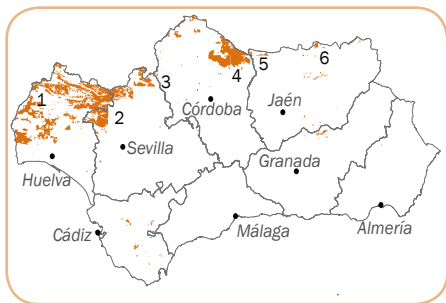 1
2
3
4
5
6
Córdoba
Jaén
Sevilla
Huelva
Granada
Cádiz
Málaga
Almería